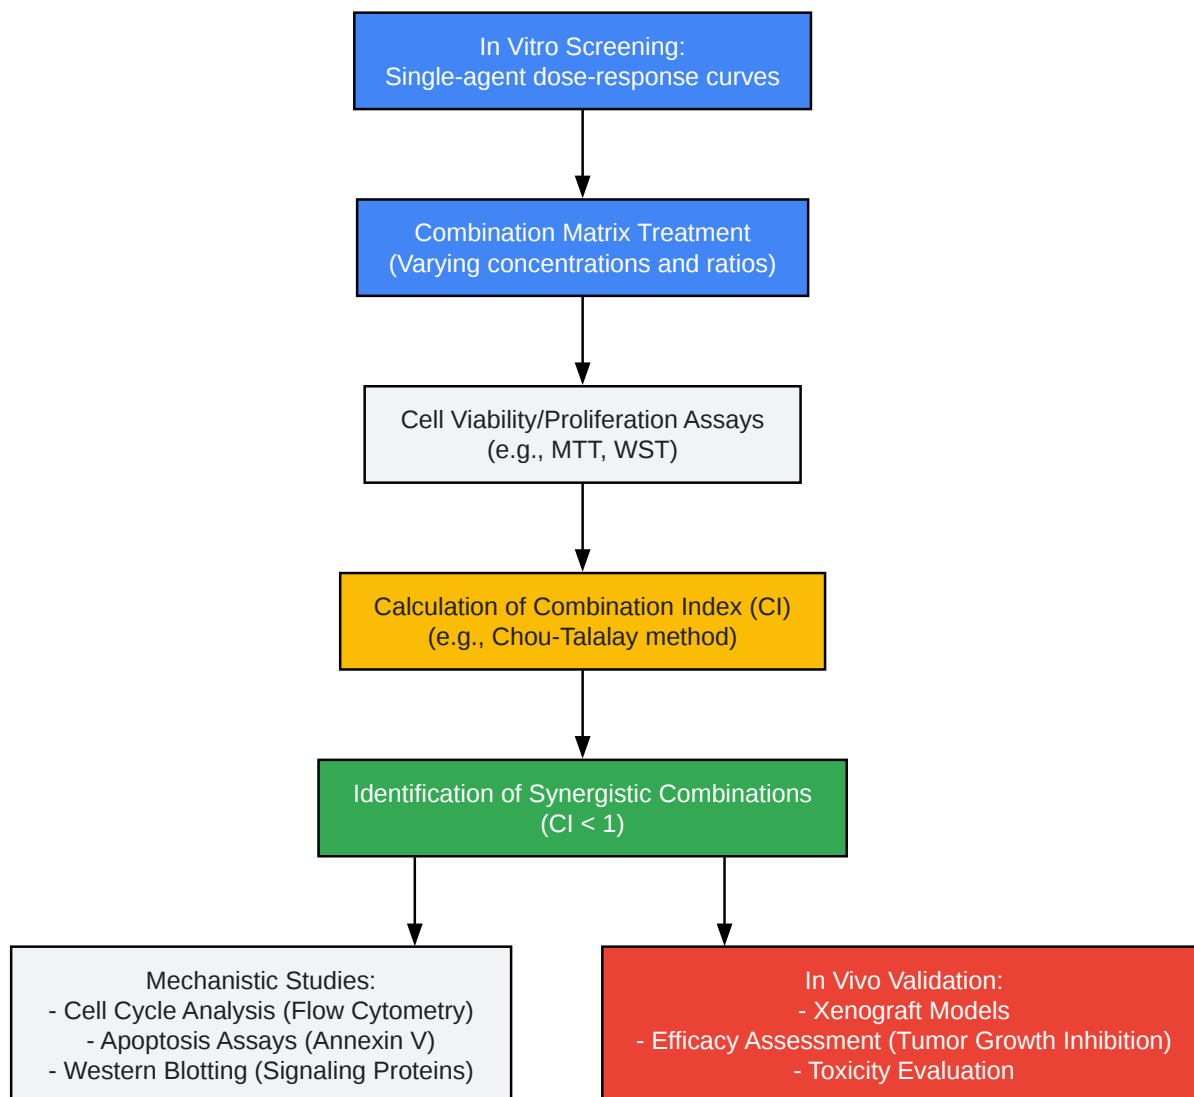 In Vitro Screening:
Single-agent dose-response curves
Combination Matrix Treatment
(Varying concentrations and ratios)
Cell Viability/Proliferation Assays
(e.g., MTT, WST)
Calculation of Combination Index (CI)
(e.g., Chou-Talalay method)
Identification of Synergistic Combinations
(CI < 1)
Mechanistic Studies:
- Cell Cycle Analysis (Flow Cytometry)
- Apoptosis Assays (Annexin V)
- Western Blotting (Signaling Proteins)
In Vivo Validation:
- Xenograft Models
- Efficacy Assessment (Tumor Growth Inhibition)
- Toxicity Evaluation